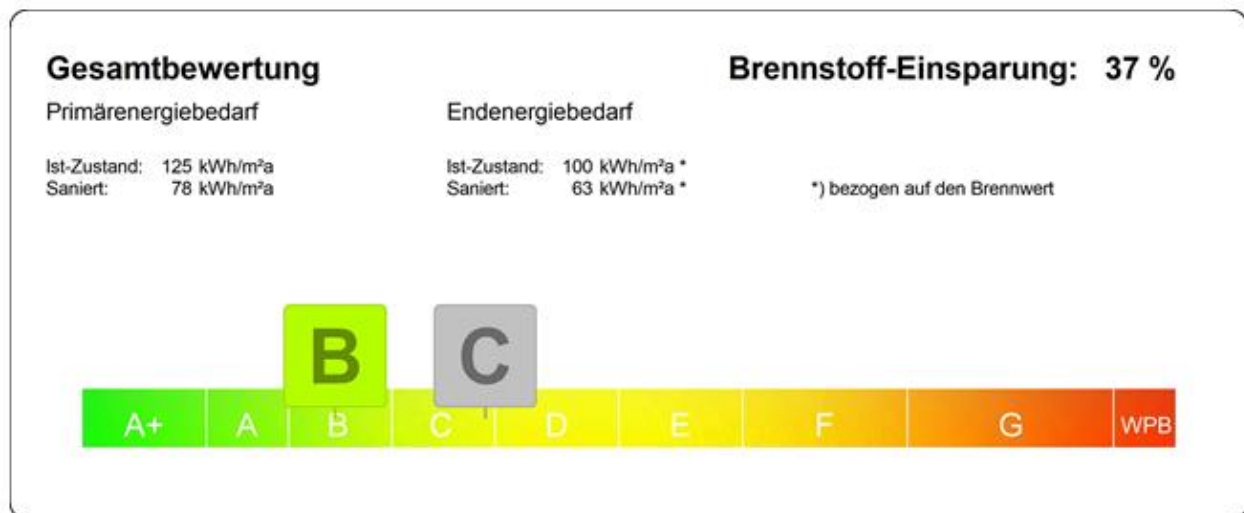 Gesamtbewertung
Brennstoff-Einsparung: 37 %
Primärenergiebedarf
Endenergiebedarf
Ist-Zustand: 125 kWh/m²a
Ist-Zustand: 100 kWh/m²a *
Saniert: 78 kWh/m²a
Saniert: 63 kWh/m²a *
*) bezogen auf den Brennwert
B
C
A+ A B C D E F G WPB